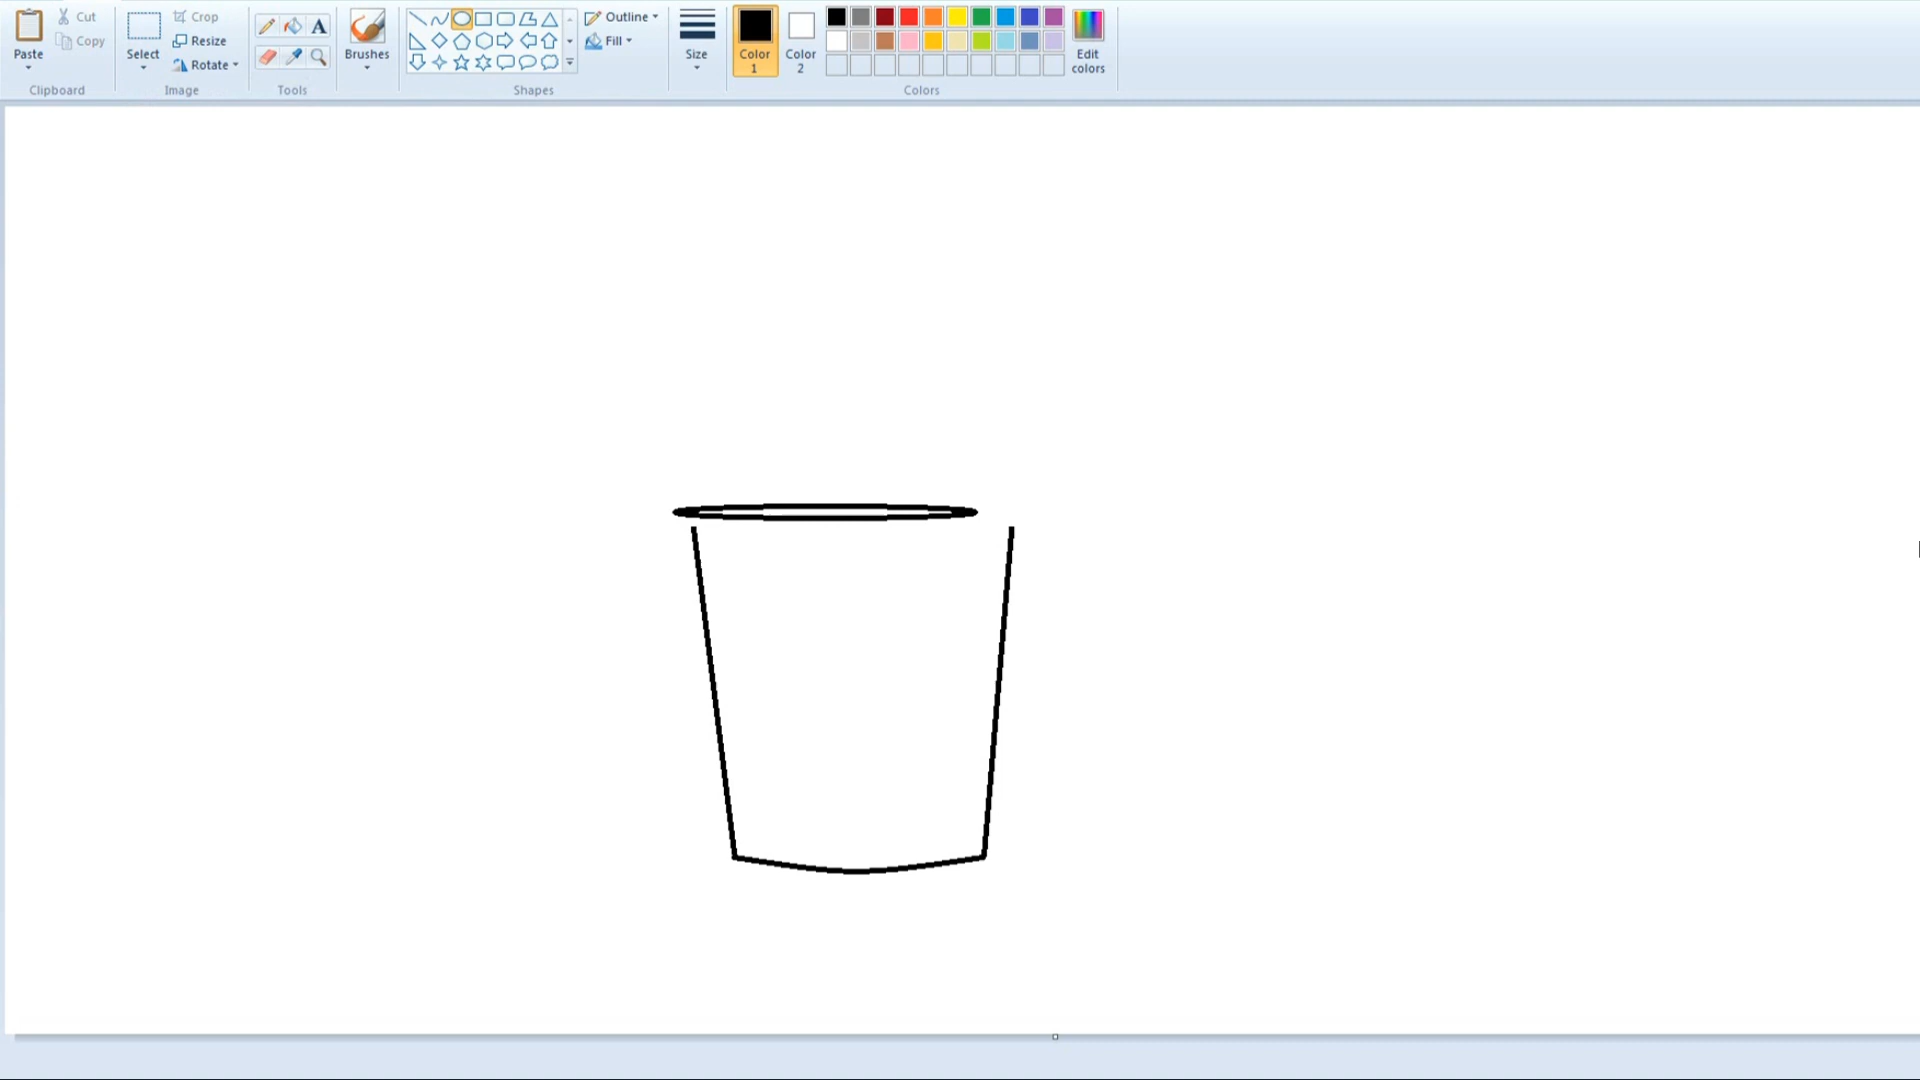 Paste
Cut
Copy
Clipboard
Select
Crop
Resize
Rotate
Image
A
Tools
Brushes
Outline
Fill
Shapes
Size
Color
1
Color
2
Edit
colors
Colors